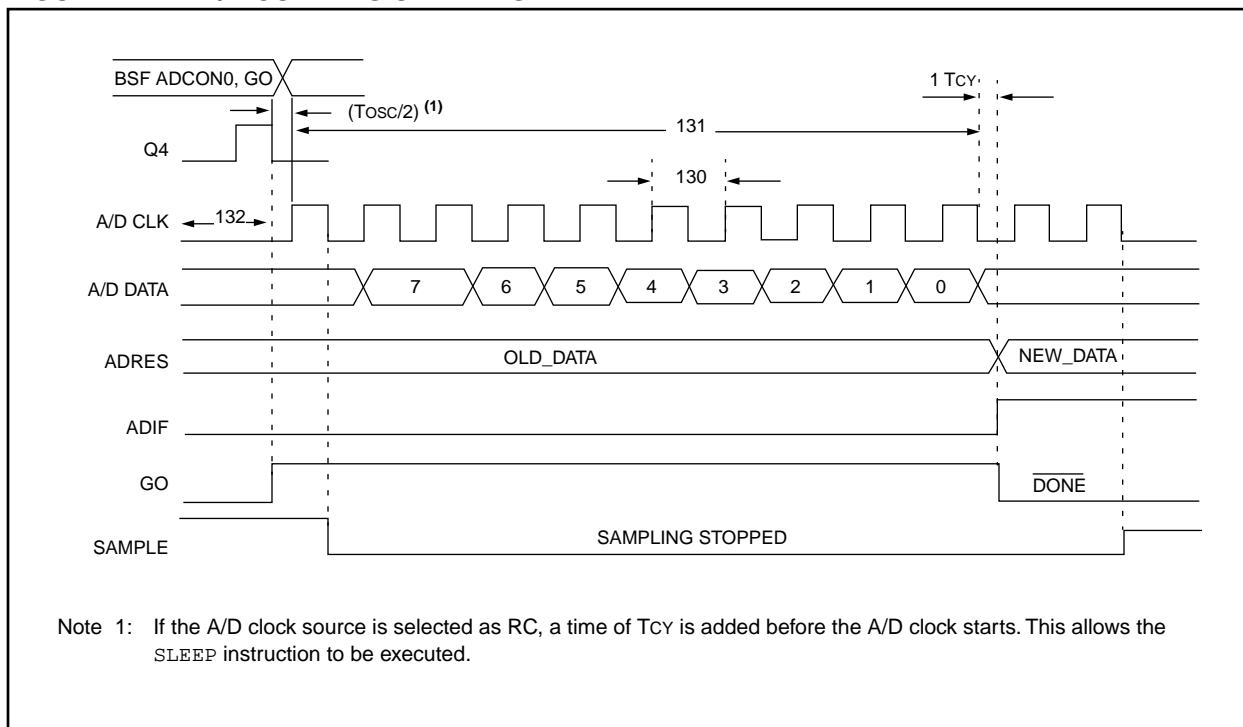 BSF ADCON0, GO
1 TCY
(TOSC/2) (1)
131
Q4
130
A/D CLK
132
A/D DATA
7 6 5 4 3 2 1 0
ADRES
OLD_DATA
NEW_DATA
ADIF
GO
DONE
SAMPLE
SAMPLING STOPPED
Note 1: If the A/D clock source is selected as RC, a time of TCY is added before the A/D clock starts. This allows the
SLEEP instruction to be executed.